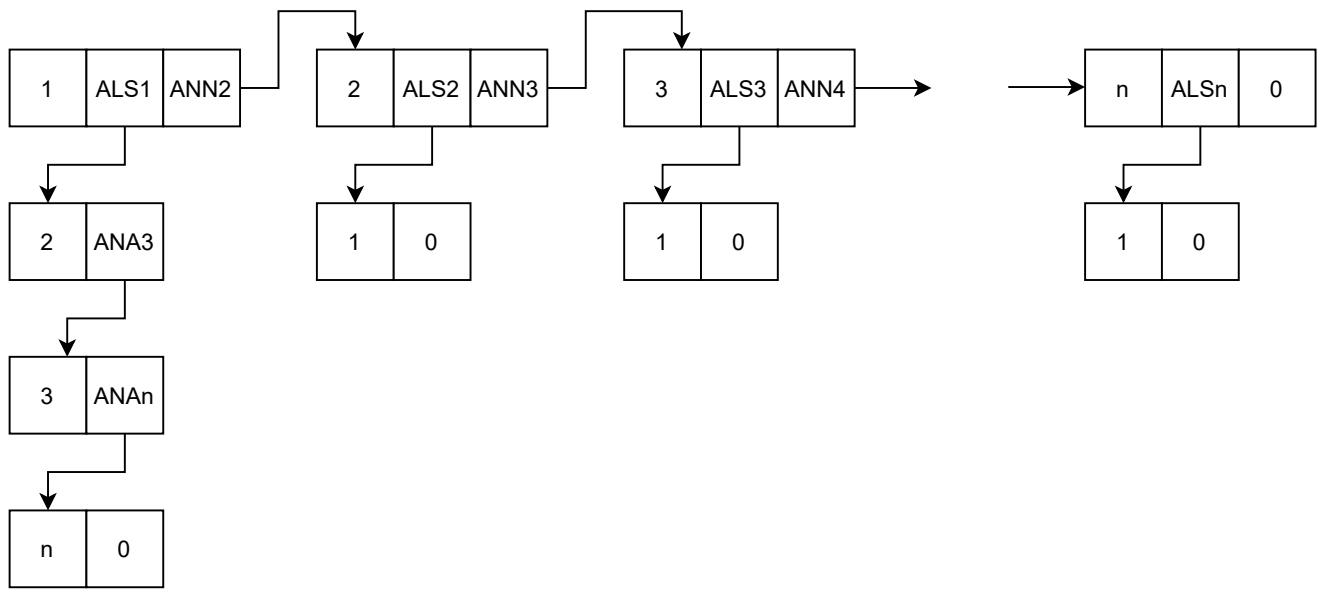 1 ALS1 ANN2 2 ALS2 ANN3 3 ALS3 ANN4 n ALSn 0
2 ANA3 1 0 1 0 1 0
3 ANAn
n 0